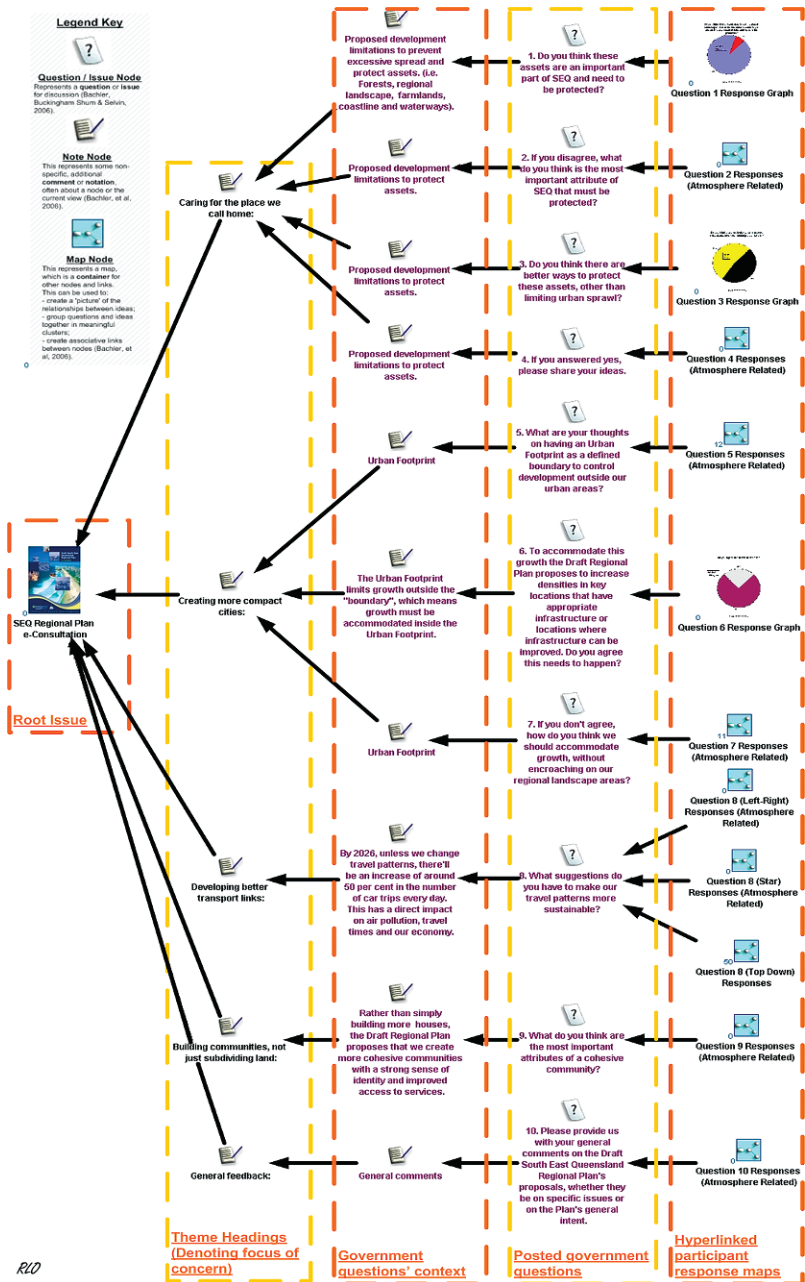 Legend Key
Question / Issue Node
Represents a question or issue
for discussion (Bachler,
Buckingham Shum & Selvin,
2006).
Note Node
This represents some non-
specific, additional
comment or notation,
often about a node or the
current view (Bachler, et al,
2006).
Map Node
This represents a map,
which is a container for
other nodes and links.
This can be used to:
- create a 'picture' of the
relationships between ideas;
- group questions and ideas
together in meaningful
clusters;
- create associative links
between nodes (Bachler, et
al, 2006).
0
0
SEQ Regional Plan
e-Consultation
Root Issue
Caring for the place we
call home:
Creating more compact
cities:
Developing better
transport links:
Building communities, not
just subdividing land:
General feedback:
Theme Headings
(Denoting focus of
concern)
Proposed development
limitations to prevent
excessive spread and
protect assets. (i.e.
Forests, regional
landscape, farmlands,
coastline and waterways).
Proposed development
limitations to protect
assets.
Proposed development
limitations to protect
assets.
Proposed development
limitations to protect
assets.
Urban Footprint
The Urban Footprint
limits growth outside the
"boundary", which means
growth must be
accommodated inside the
Urban Footprint.
Urban Footprint
By 2026, unless we change
travel patterns, there'll
be an increase of around
50 per cent in the number
of car trips every day.
This has a direct impact
on air pollution, travel
times and our economy.
Rather than simply
building more houses,
the Draft Regional Plan
proposes that we create
more cohesive communities
with a strong sense of
identity and improved
access to services.
General comments
Government
questions' context
?
1. Do you think these
assets are an important
part of SEQ and need to
be protected?
?
2. If you disagree, what
do you think is the most
important attribute of
SEQ that must be
protected?
?
3. Do you think there are
better ways to protect
these assets, other than
limiting urban sprawl?
?
4. If you answered yes,
please share your ideas.
?
5. What are your thoughts
on having an Urban
Footprint as a defined
boundary to control
development outside our
urban areas?
?
6. To accommodate this
growth the Draft Regional
Plan proposes to increase
densities in key
locations that have
appropriate
infrastructure or
locations where
infrastructure can be
improved. Do you agree
this needs to happen?
?
7. If you don't agree,
how do you think we
should accommodate
growth, without
encroaching on our
regional landscape areas?
?
8. What suggestions do
you have to make our
travel patterns more
sustainable?
?
9. What do you think are
the most important
attributes of a cohesive
community?
?
10. Please provide us
with your general
comments on the Draft
South East Queensland
Regional Plan's
proposals, whether they
be on specific issues or
on the Plan's general
intent.
Posted government
questions
0
Question 1 Response Graph
0
Question 2 Responses
(Atmosphere Related)
0
Question 3 Response Graph
0
Question 4 Responses
(Atmosphere Related)
12
Question 5 Responses
(Atmosphere Related)
0
Question 6 Response Graph
11
Question 7 Responses
(Atmosphere Related)
0
Question 8 (Left-Right)
Responses (Atmosphere
Related)
0
Question 8 (Star)
Responses (Atmosphere
Related)
50
Question 8 (Top Down)
Responses
0
Question 9 Responses
(Atmosphere Related)
0
Question 10 Responses
(Atmosphere Related)
Hyperlinked
participant
response maps
RLD